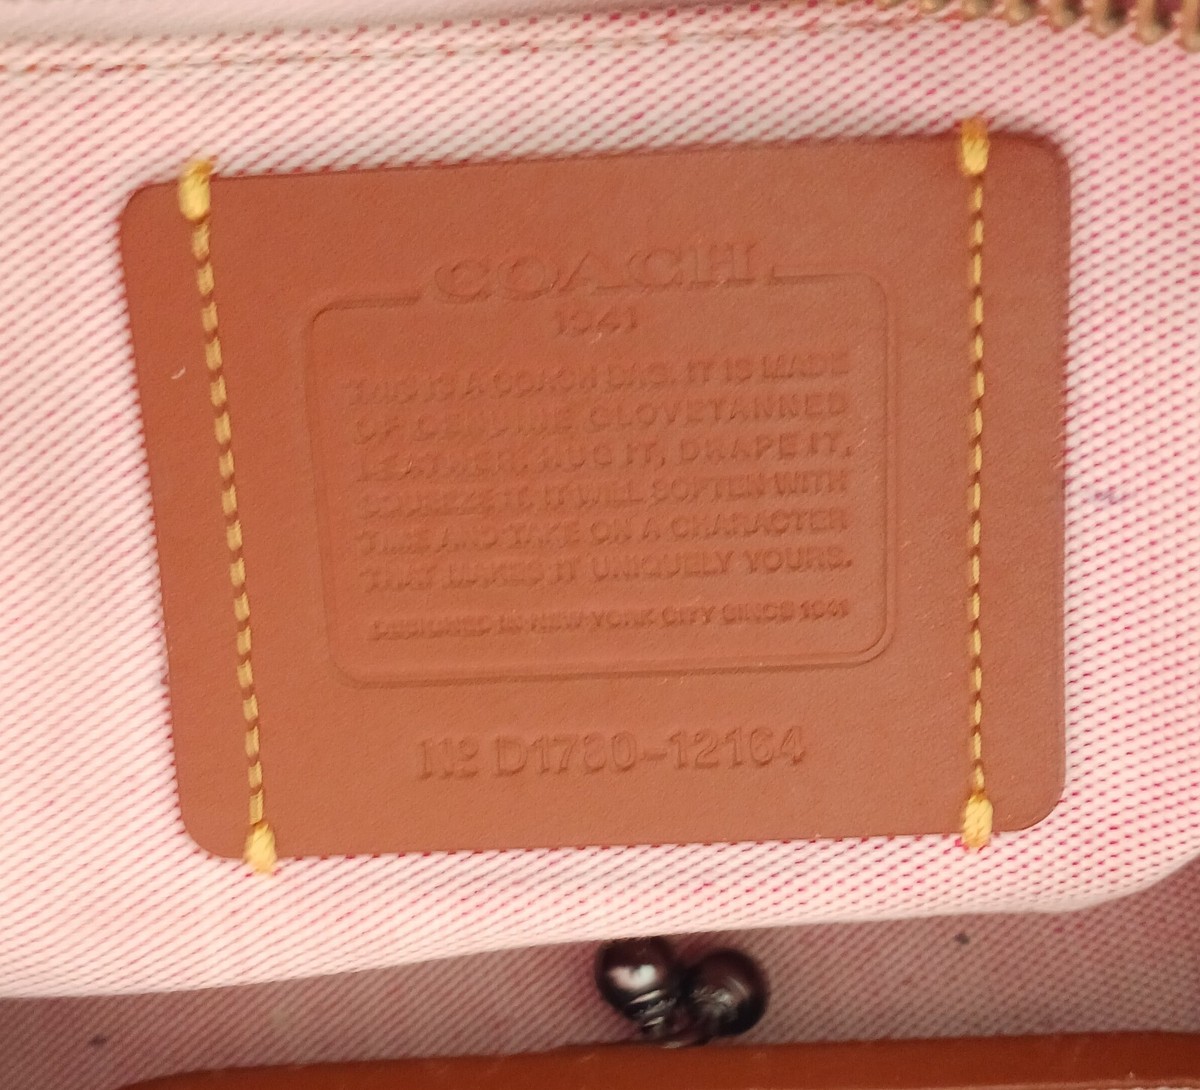 COACH
1941
THIS IS A COACH BAG. IT IS MADE
OF GENUINE GLOVETANNED
LEATHER. HUG IT, DRAPE IT,
SQUEEZE IT. IT WILL SOFTEN WITH
TIME AND TAKE ON A CHARACTER
THAT MAKES IT UNIQUELY YOURS.
DESIGNED IN NEW YORK CITY SINCE 1941
Nº D1780-12164